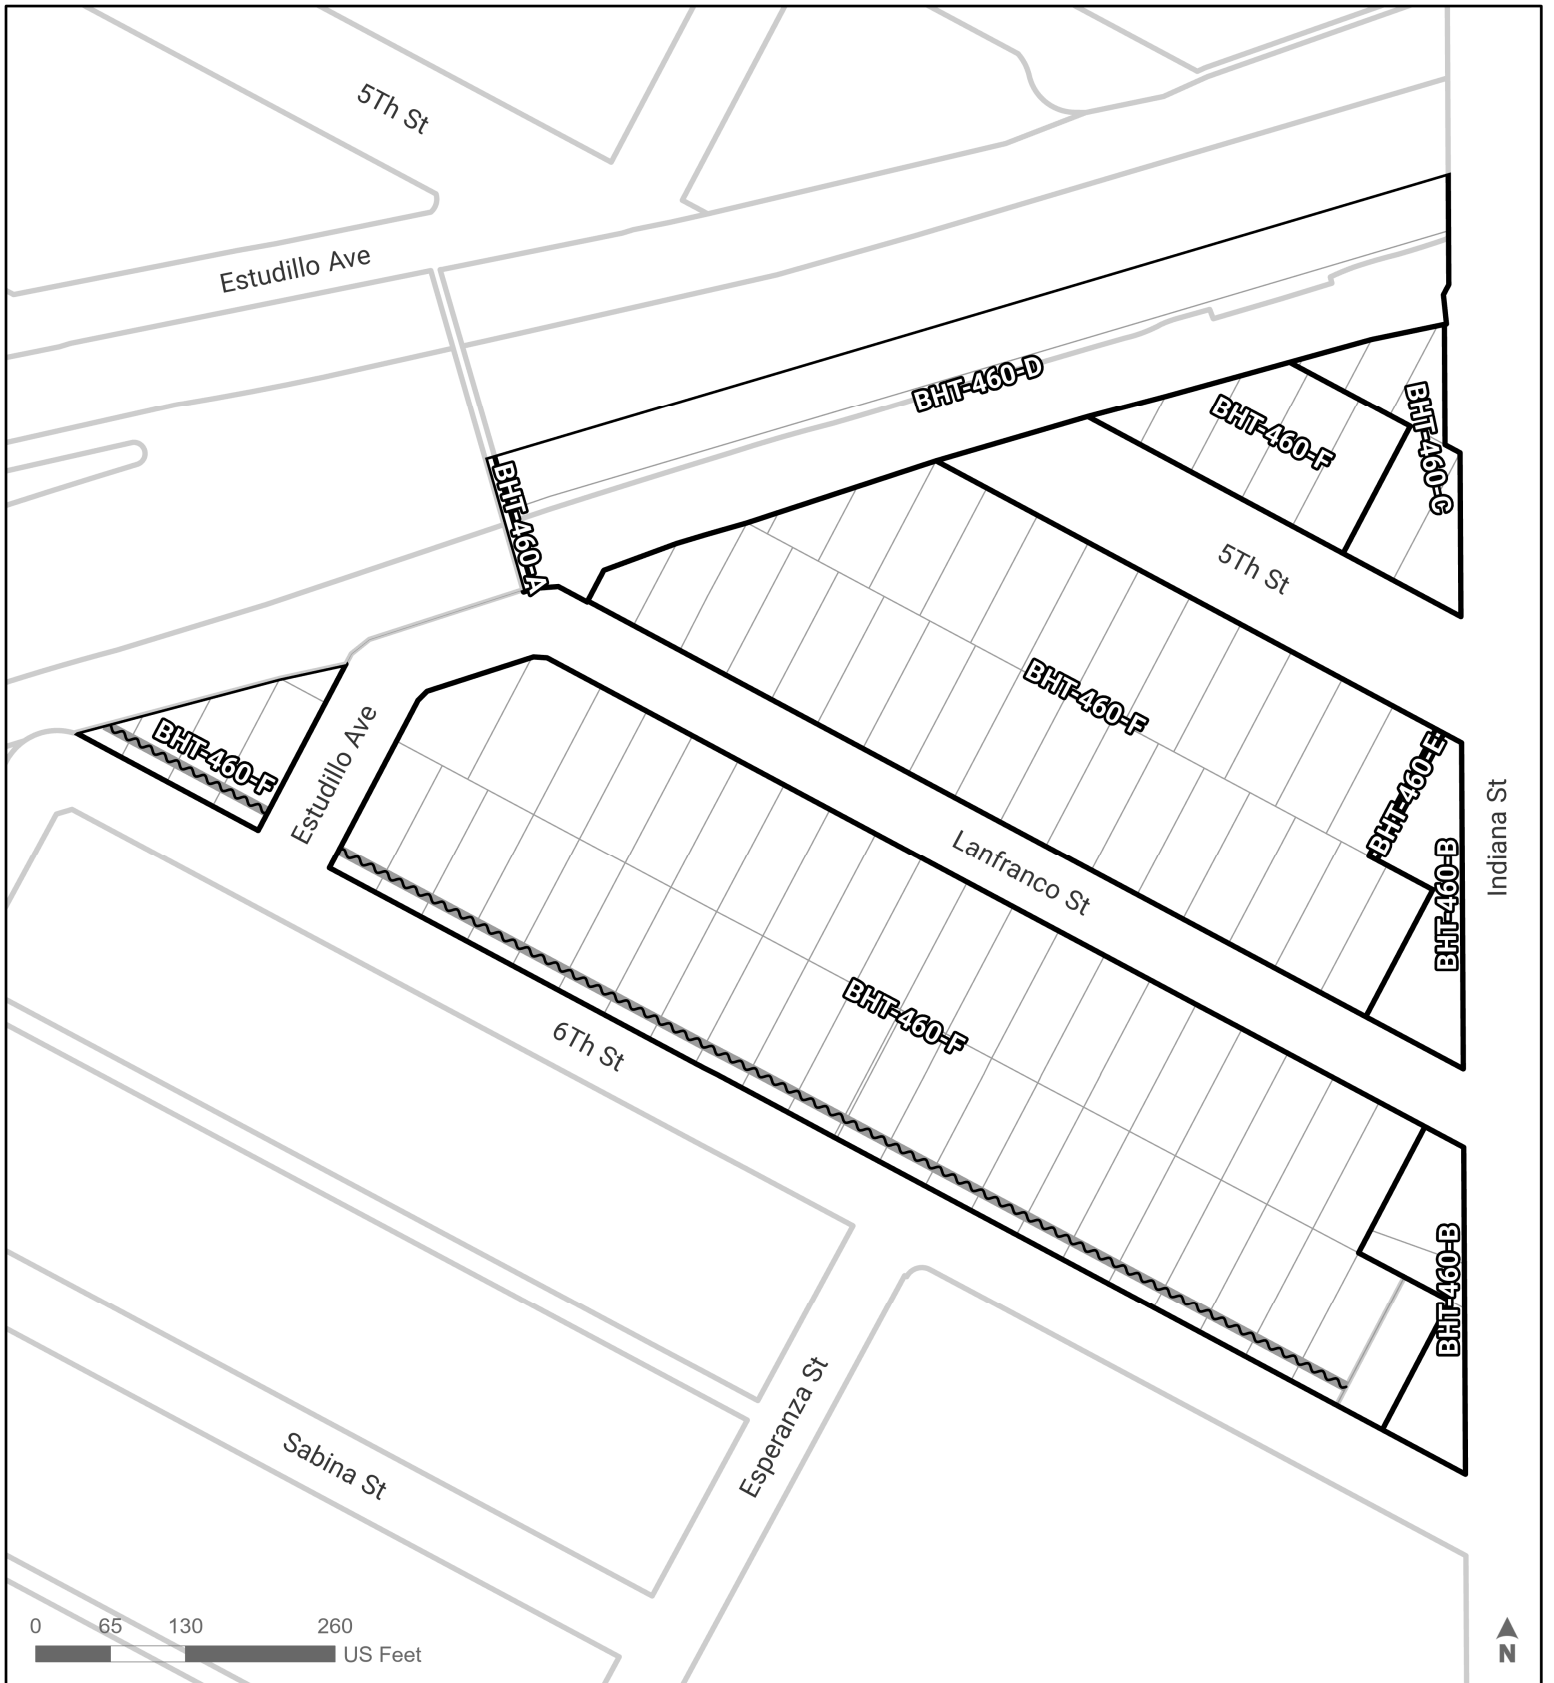 5Th St
Estudillo Ave
BHT-460-D
BHT-460-F
BHT-460-C
BHT-460-A
5Th St
BHT-460-F
BHT-460-F
Estudillo Ave
BHT-460-E
Indiana St
BHT-460-B
Lanfranco St
BHT-460-F
6Th St
BHT-460-B
Esperanza St
Sabina St
0 65 130 260
US Feet
N